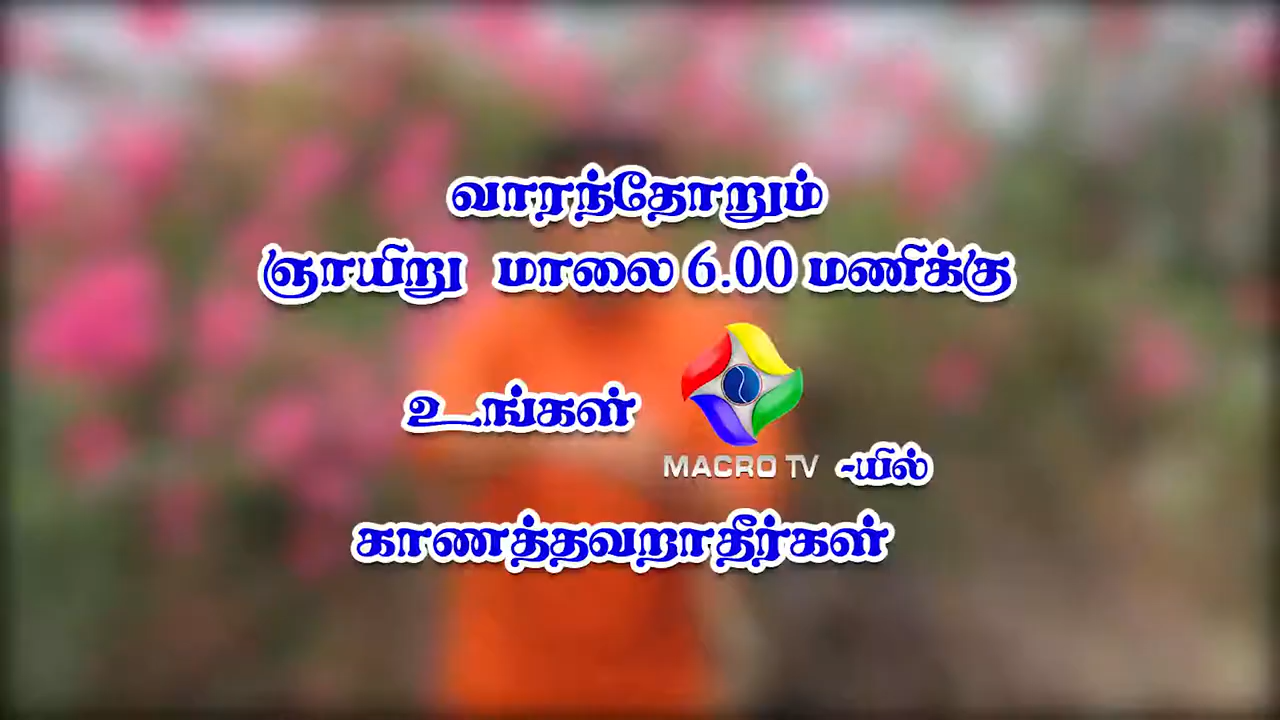 வாரந்தோறும்
ஞாயிறு மாலை 6.00 மணிக்கு
உங்கள் MACRO TV -யில்
காணத்தவறாதீர்கள்